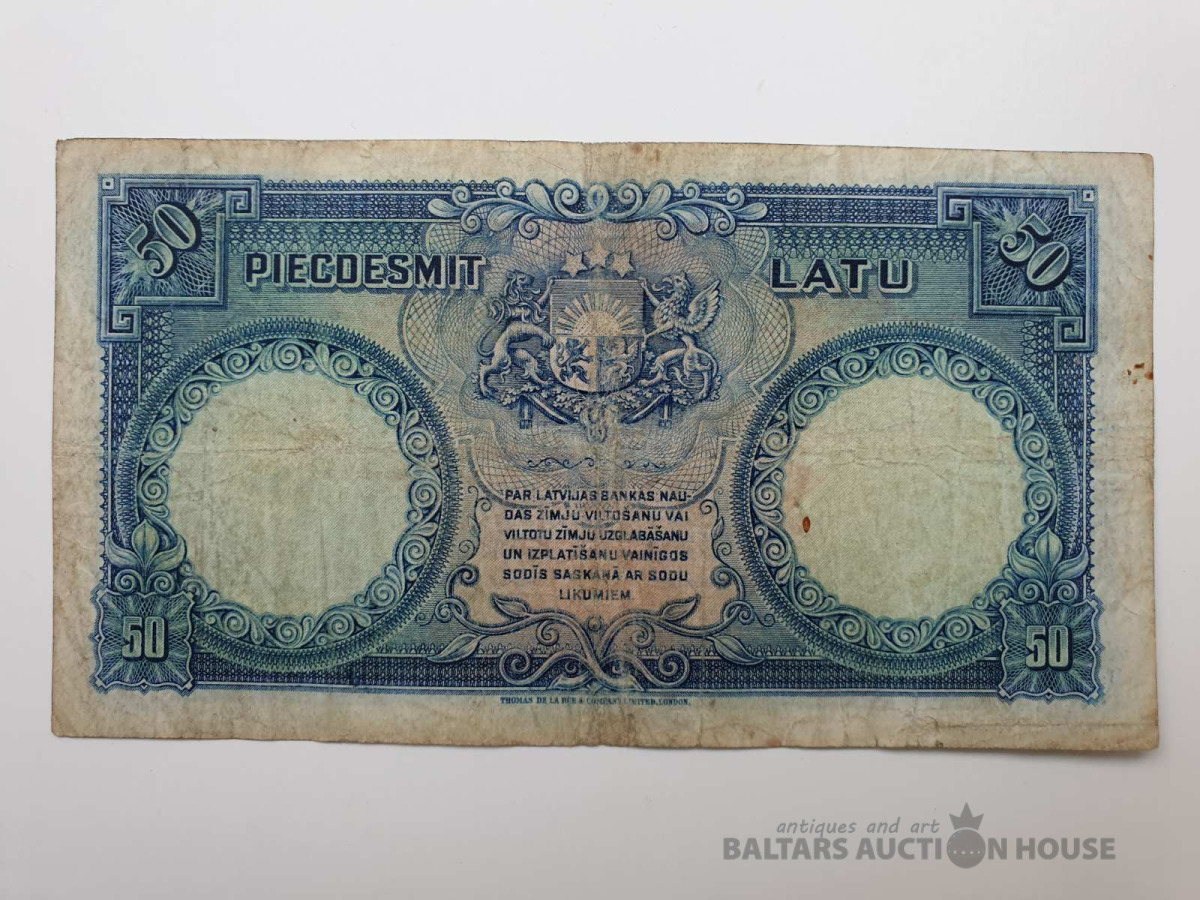 50
50
PIECDESMIT LATU
PAR LATVIJAS BANKAS NAU-
DAS ZĪMJU VILTOŠANU VAI
VILTOTU ZĪMJU UZGLABĀŠANU
UN IZPLATĪŠANU VAINĪGOS
SODĪS SASKAŅĀ AR SODU
LIKUMIEM.
50
50
THOMAS DE LA RUE & COMPANY, LIMITED, LONDON.
antiques and art
BALTARS AUCTION HOUSE